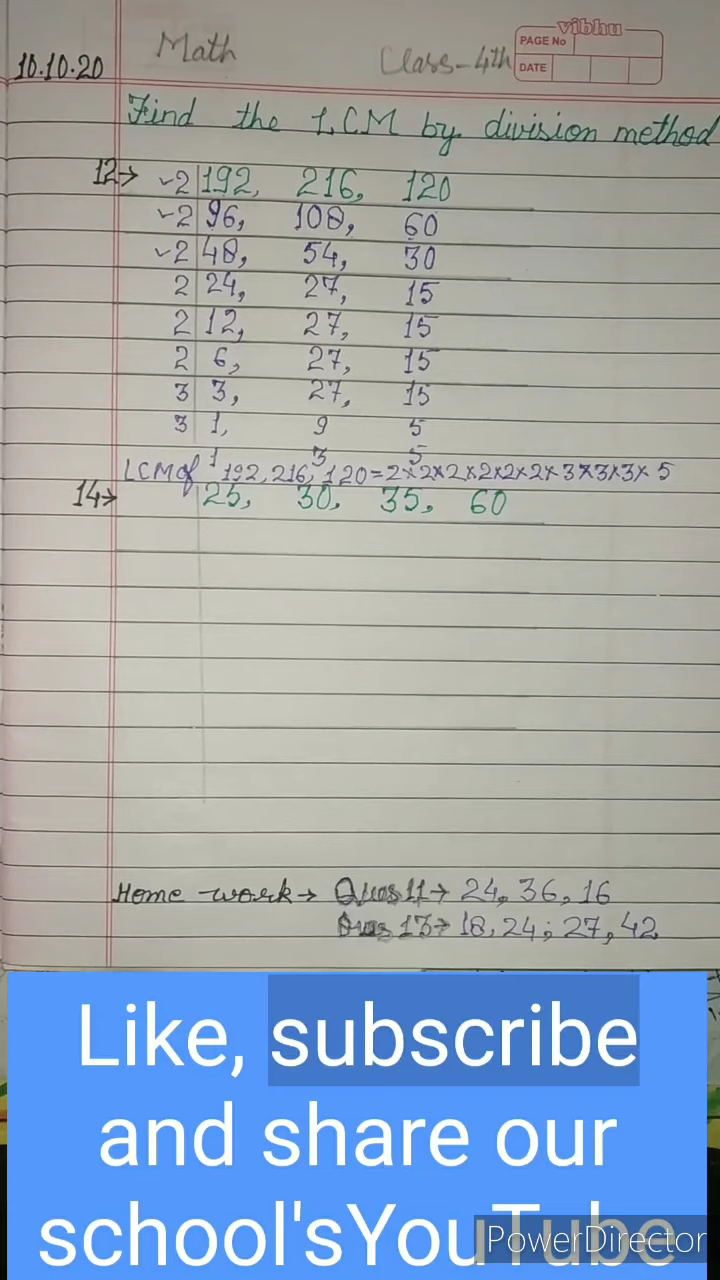 vibhu
PAGE No
DATE
10.10.20 Math Class-4th
Find the LCM by division method
12→ ✓2|192, 216, 120
✓2|96, 108, 60
✓2|48, 54, 30
2|24, 27, 15
2|12, 27, 15
2|6, 27, 15
3|3, 27, 15
3|1, 9 5
1 3 5
LCM of 192, 216, 120=2×2×2×2×2×2×3×3×3×5
14→ 25, 30, 35, 60
Home work→ Ques 11→ 24, 36, 16
Ques 13→ 18, 24; 27, 42
Like, subscribe
and share our
school'sYouTube
PowerDirector